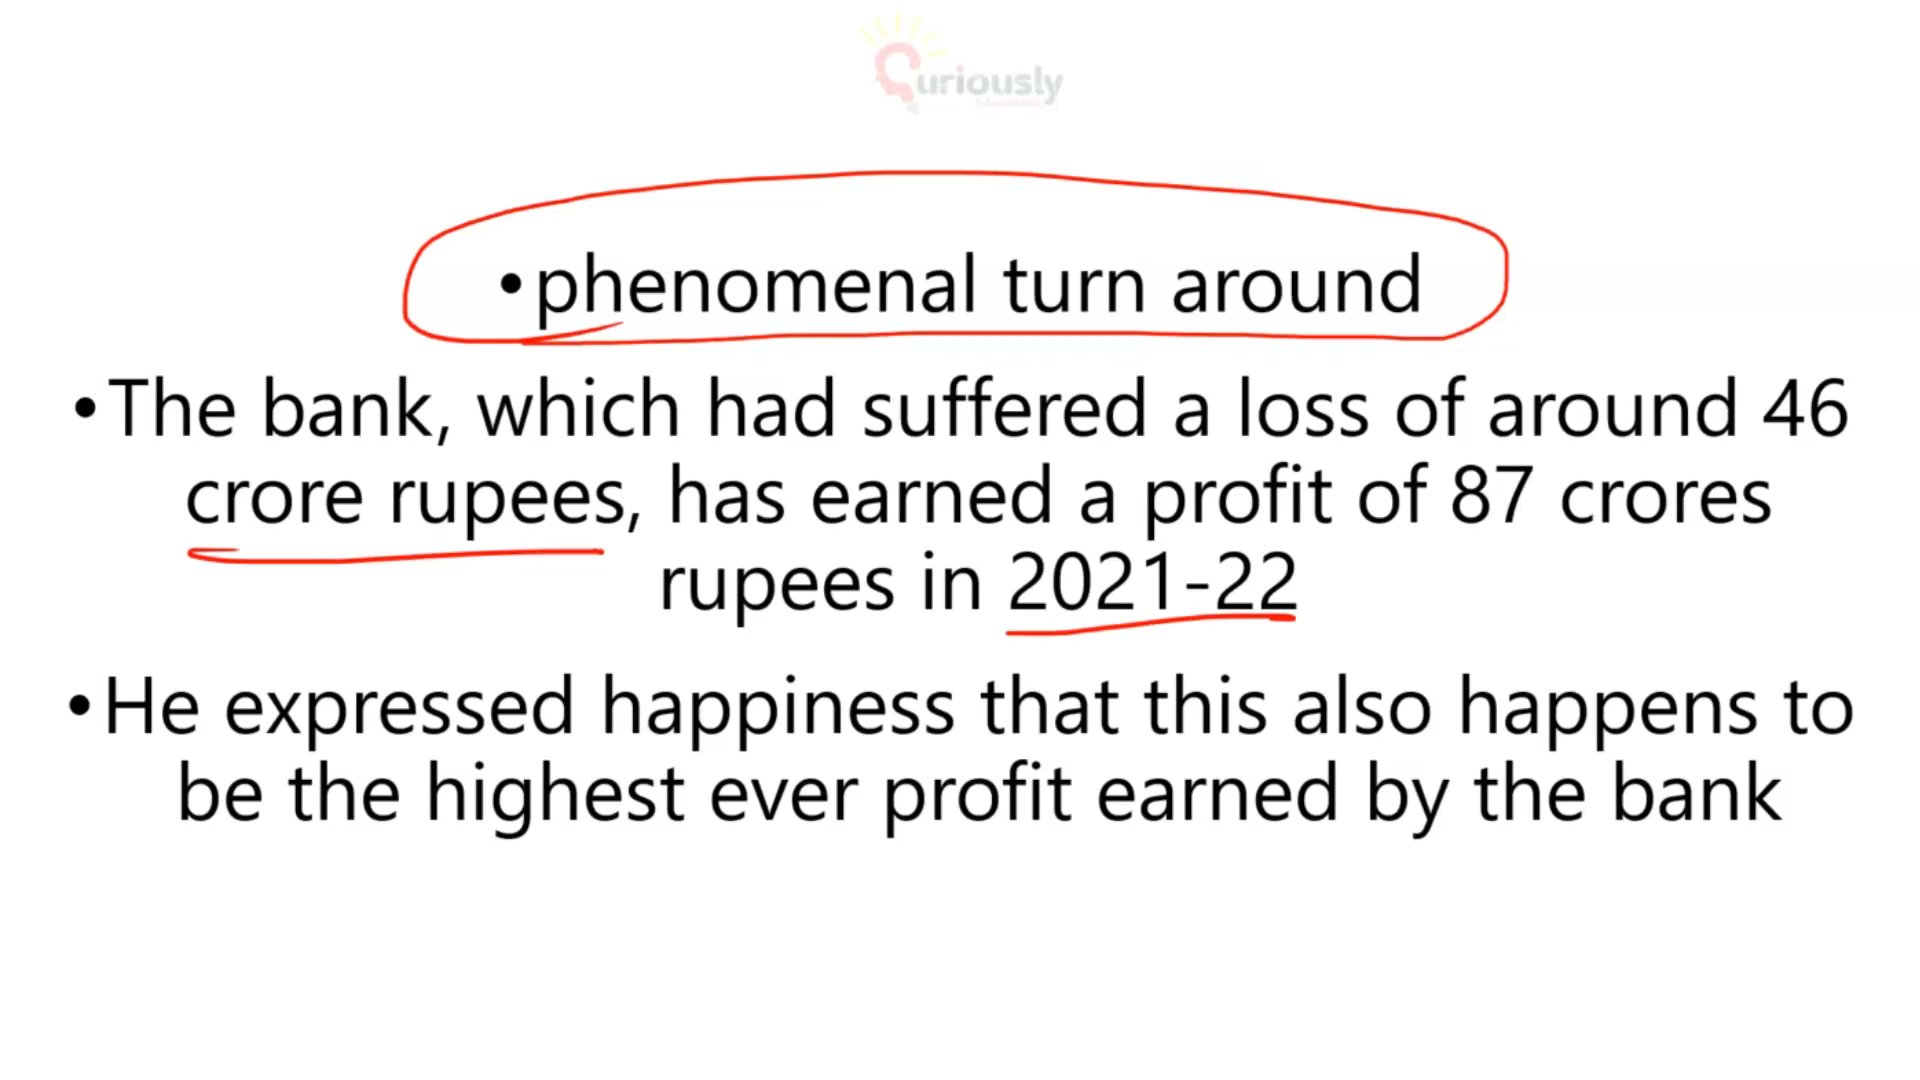 Curiously
•phenomenal turn around
•The bank, which had suffered a loss of around 46
crore rupees, has earned a profit of 87 crores
rupees in 2021-22
•He expressed happiness that this also happens to
be the highest ever profit earned by the bank